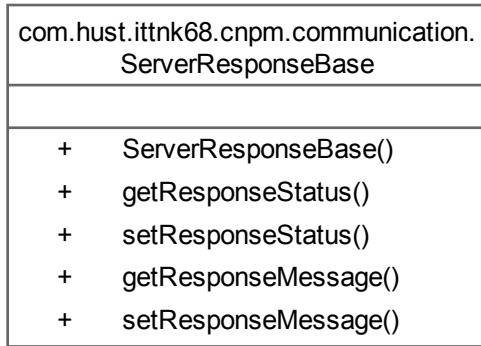 com.hust.ittnk68.cnpm.communication.
ServerResponseBase
+ ServerResponseBase()
+ getResponseStatus()
+ setResponseStatus()
+ getResponseMessage()
+ setResponseMessage()